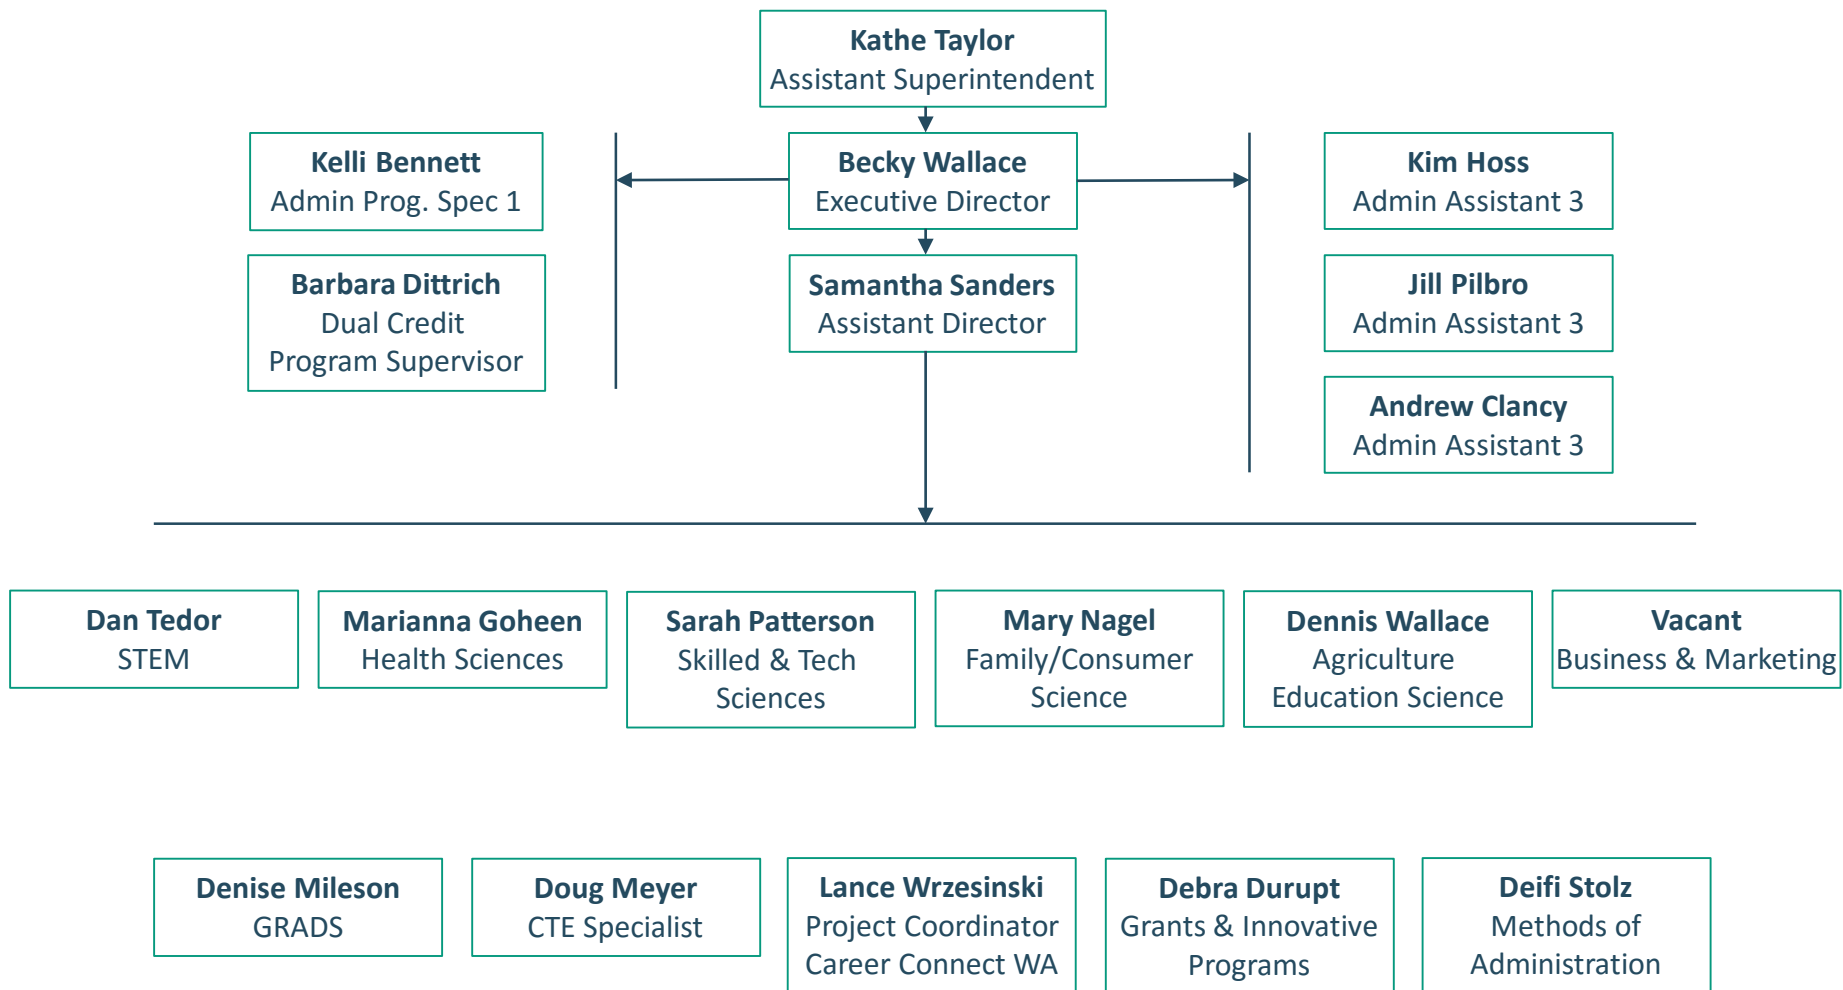 Kathe Taylor
Assistant Superintendent
Kelli Bennett
Admin Prog. Spec 1
Becky Wallace
Executive Director
Kim Hoss
Admin Assistant 3
Barbara Dittrich
Dual Credit
Program Supervisor
Samantha Sanders
Assistant Director
Jill Pilbro
Admin Assistant 3
Andrew Clancy
Admin Assistant 3
Dan Tedor
STEM
Marianna Goheen
Health Sciences
Sarah Patterson
Skilled & Tech
Sciences
Mary Nagel
Family/Consumer
Science
Dennis Wallace
Agriculture
Education Science
Vacant
Business & Marketing
Denise Mileson
GRADS
Doug Meyer
CTE Specialist
Lance Wrzesinski
Project Coordinator
Career Connect WA
Debra Durupt
Grants & Innovative
Programs
Deifi Stolz
Methods of
Administration